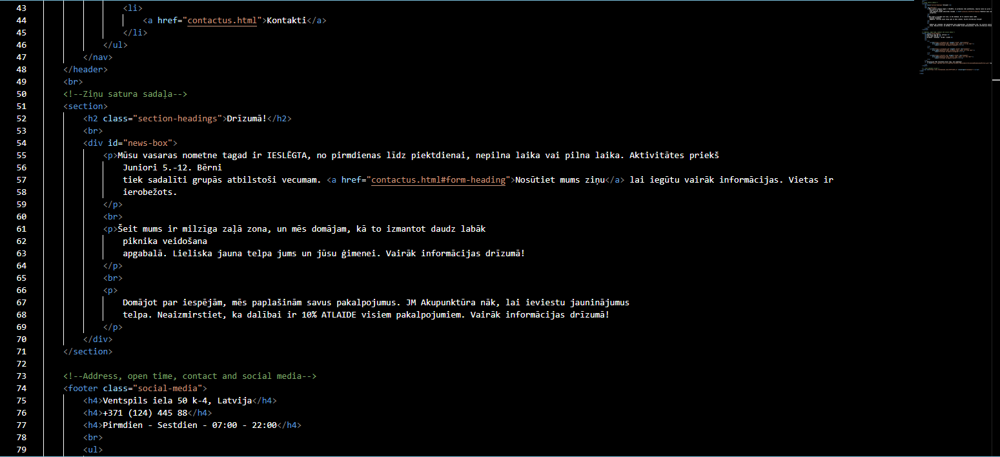 43 <li>
44 <a href="contactus.html">Kontakti</a>
45 </li>
46 </ul>
47 </nav>
48 </header>
49 <br>
50 <!--Ziņu satura sadaļa-->
51 <section>
52 <h2 class="section-headings">Drīzumā!</h2>
53 <br>
54 <div id="news-box">
55 <p>Mūsu vasaras nometne tagad ir IESLĒGTA, no pirmdienas līdz piektdienai, nepilna laika vai pilna laika. Aktivitātes priekš
56 Juniori 5.-12. Bērni
57 tiek sadalīti grupās atbilstoši vecumam. <a href="contactus.html#form-heading">Nosūtiet mums ziņu</a> lai iegūtu vairāk informācijas. Vietas ir
58 ierobežots.
59 </p>
60 <br>
61 <p>Šeit mums ir milzīga zaļā zona, un mēs domājam, kā to izmantot daudz labāk
62 piknika veidošana
63 apgabalā. Lieliska jauna telpa jums un jūsu ģimenei. Vairāk informācijas drīzumā!
64 </p>
65 <br>
66 <p>
67 Domājot par iespējām, mēs paplašinām savus pakalpojumus. JM Akupunktūra nāk, lai ieviestu jauninājumus
68 telpa. Neaizmirstiet, ka dalībai ir 10% ATLAIDE visiem pakalpojumiem. Vairāk informācijas drīzumā!
69 </p>
70 </div>
71 </section>
72
73 <!--Address, open time, contact and social media-->
74 <footer class="social-media">
75 <h4>Ventspils iela 50 k-4, Latvija</h4>
76 <h4>+371 (124) 445 88</h4>
77 <h4>Pirmdien - Sestdien - 07:00 - 22:00</h4>
78 <br>
79 <ul>